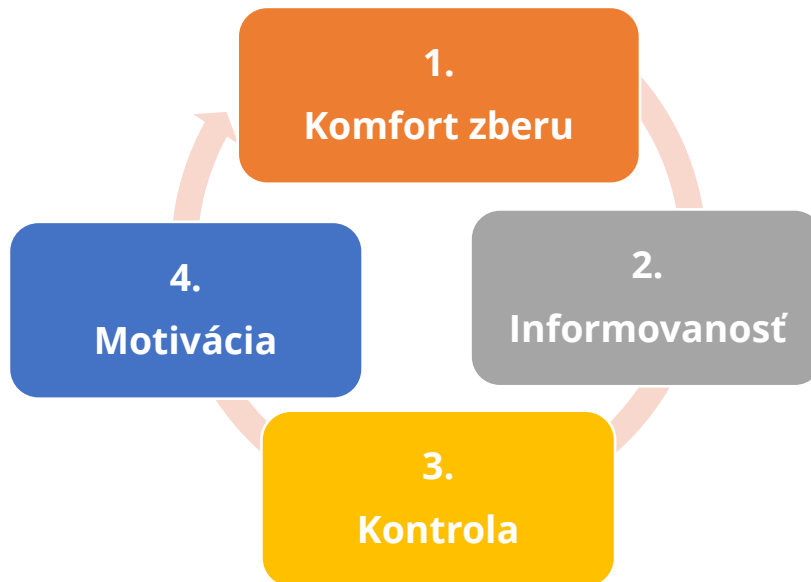 1.
Komfort zberu
2.
Informovanosť
3.
Kontrola
4.
Motivácia